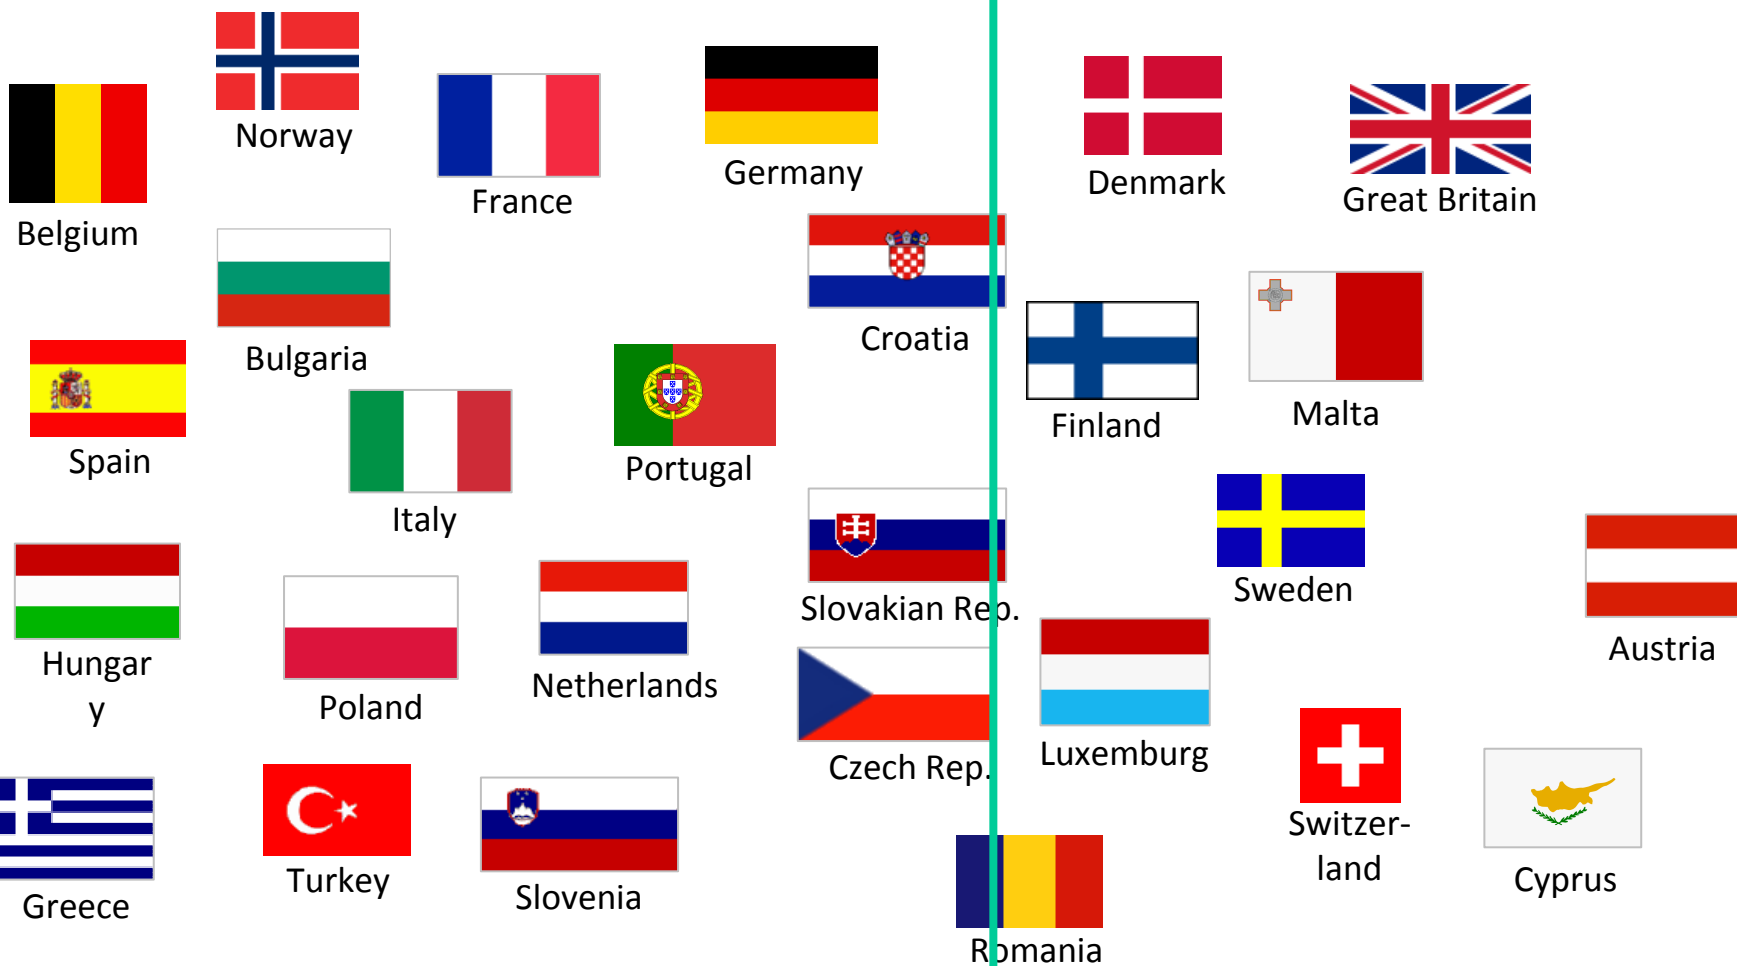 Norway
Germany
Denmark
Great Britain
France
Belgium
Croatia
Bulgaria
Malta
Finland
Spain
Portugal
Italy
Sweden
Slovakian Rep.
Austria
Hungar
y
Netherlands
Poland
Luxemburg
Czech Rep.
Switzer-
land
Turkey
Cyprus
Slovenia
Greece
Romania